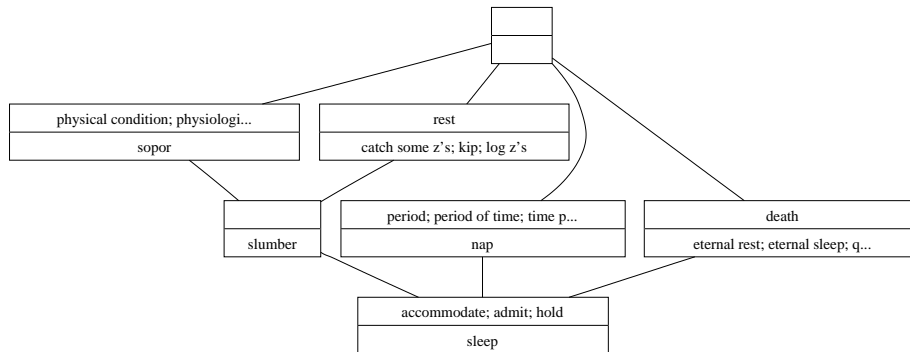 physical condition; physiologi...
sopor
rest
catch some z's; kip; log z's
slumber
period; period of time; time p...
nap
death
eternal rest; eternal sleep; q...
accommodate; admit; hold
sleep